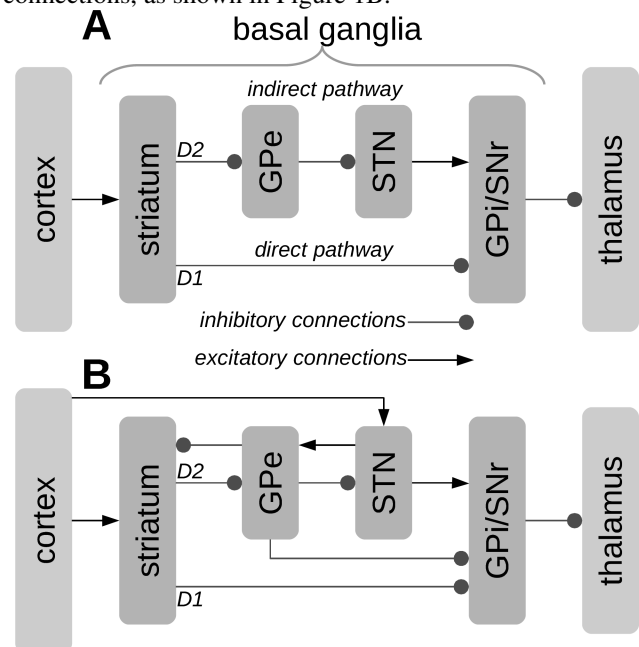 connections, as shown in Figure 1B.
A
basal ganglia
indirect pathway
cortex
striatum
D2
GPe
STN
GPi/SNr
thalamus
direct pathway
D1
inhibitory connections
excitatory connections
B
cortex
striatum
D2
GPe
STN
GPi/SNr
thalamus
D1